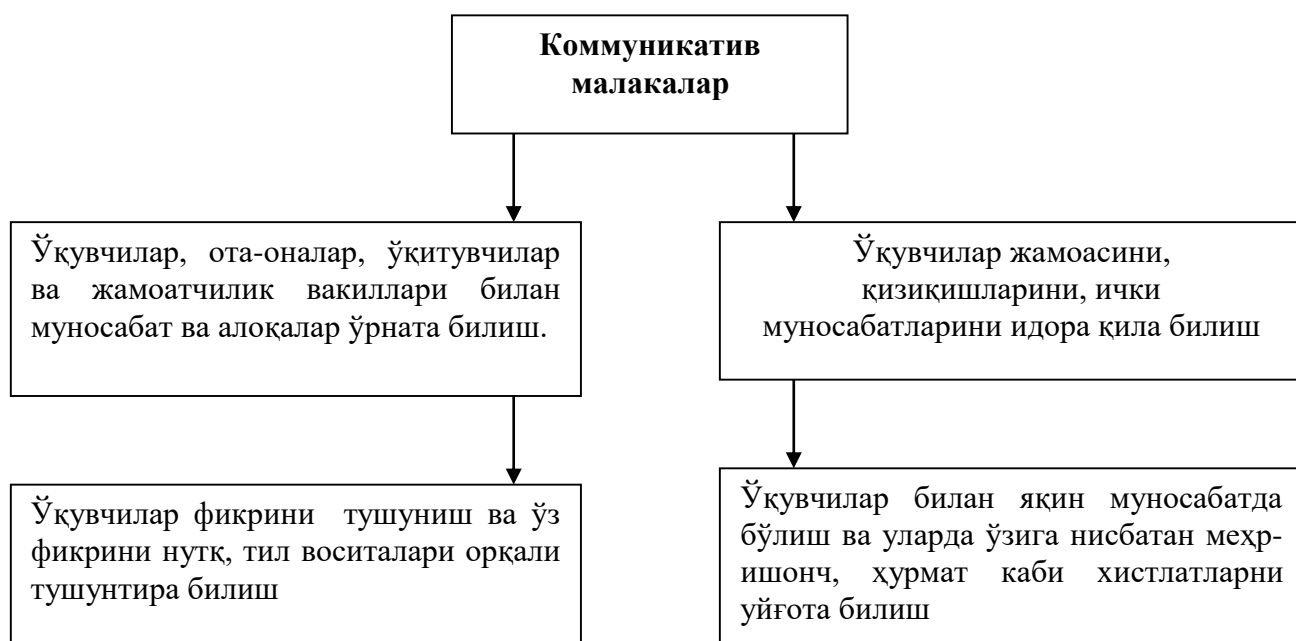 Коммуникатив
малакалар
Ўқувчилар, ота-оналар, ўқитувчилар
ва жамоатчилик вакиллари билан
муносабат ва алоқалар ўрната билиш.
Ўқувчилар жамоасини,
қизиқишларини, ички
муносабатларини идора қила билиш
Ўқувчилар фикрини тушуниш ва ўз
фикрини нутқ, тил воситалари орқали
тушунтира билиш
Ўқувчилар билан яқин муносабатда
бўлиш ва уларда ўзига нисбатан меҳр-
ишонч, ҳурмат каби хистлатларни
уйғота билиш